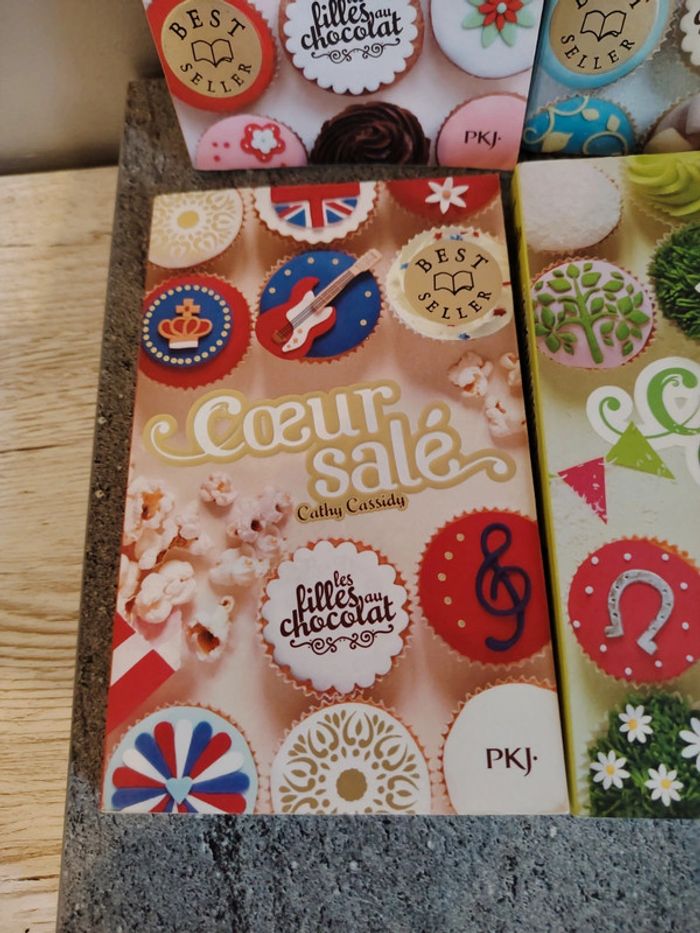 BEST
SELLER
filles au
chocolat
PKJ.
BEST
SELLER
BEST
SELLER
Cœur
salé
Cathy Cassidy
les
filles au
chocolat
PKJ.